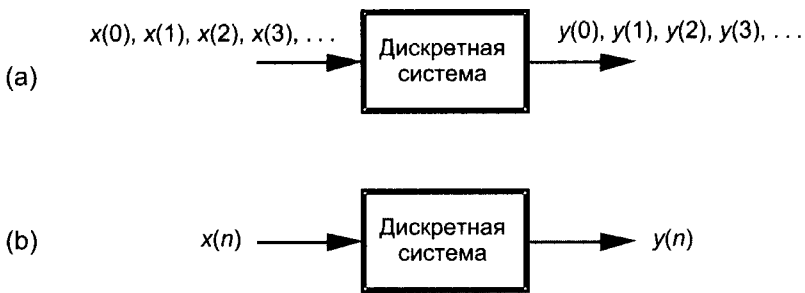 (a)
x(0), x(1), x(2), x(3), . . .
Дискретная
система
y(0), y(1), y(2), y(3), . . .
(b)
x(n)
Дискретная
система
y(n)